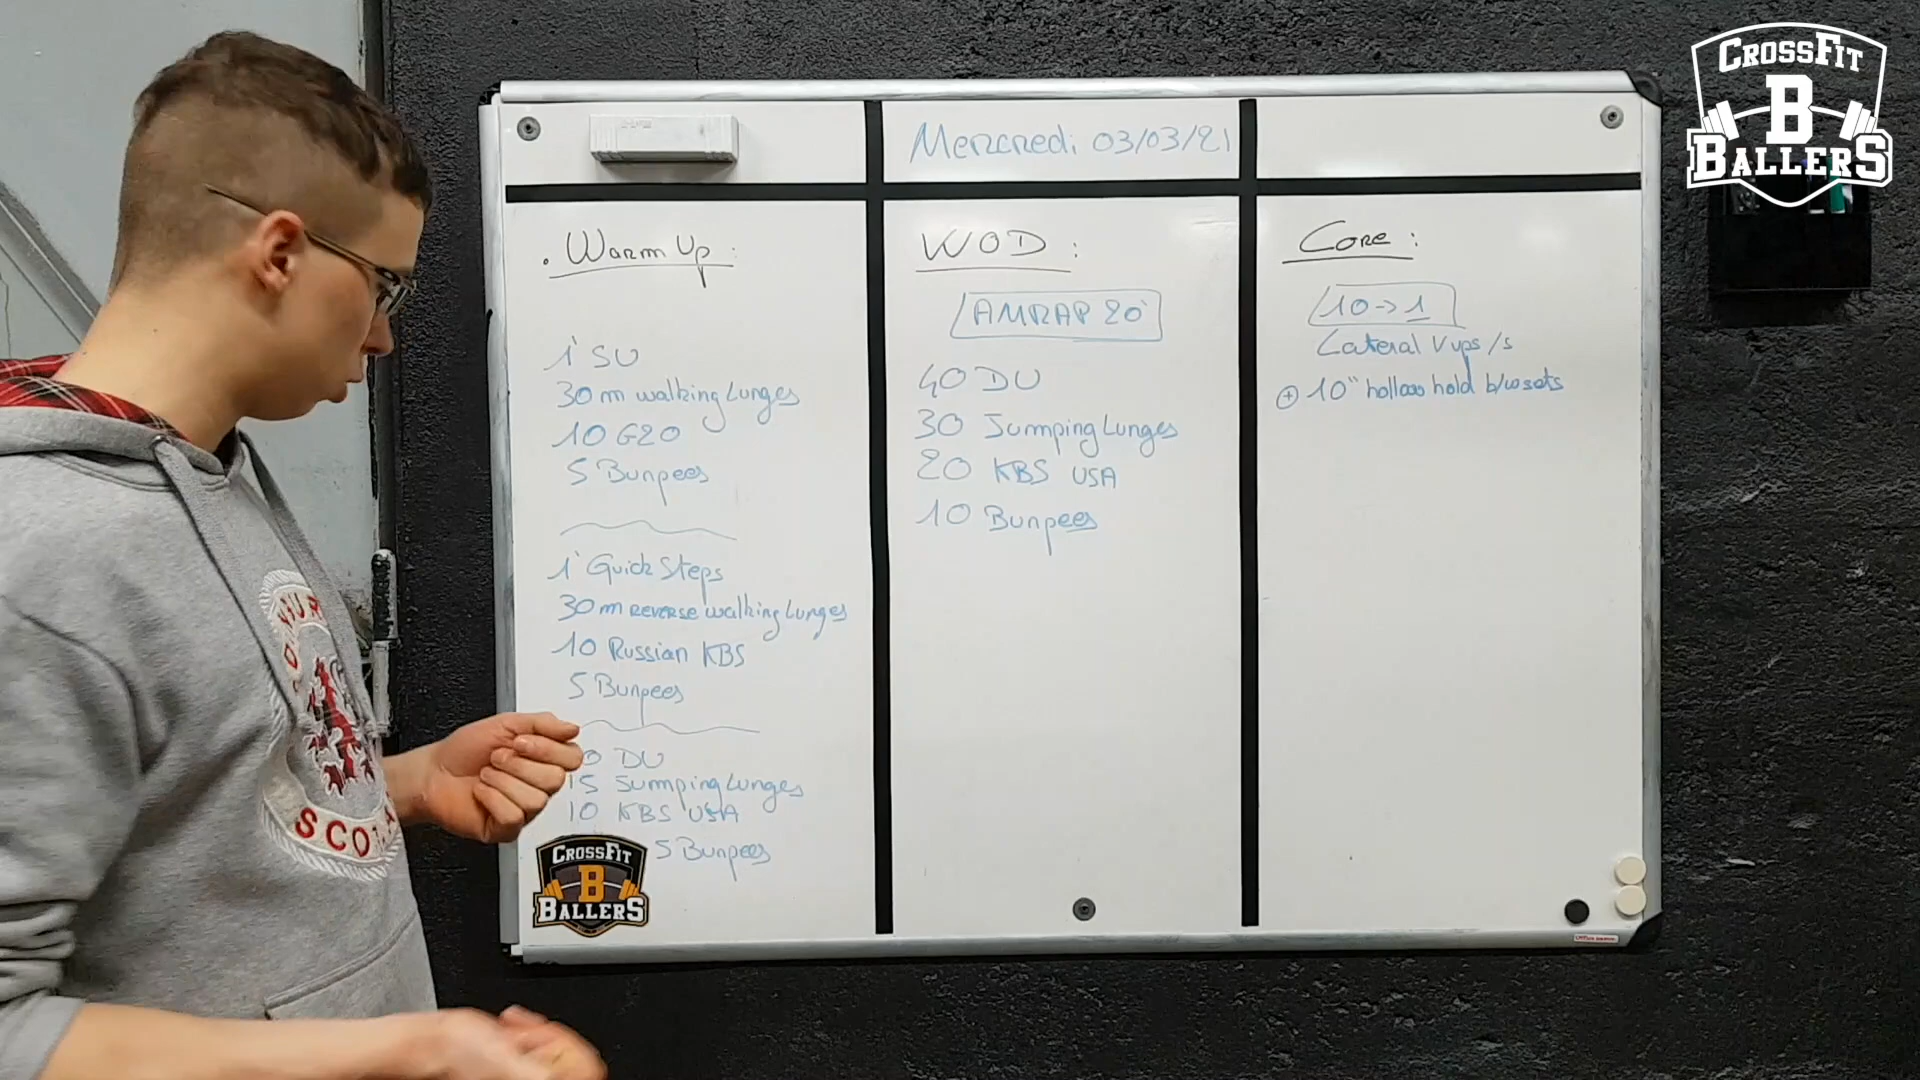 CROSSFIT
B
BALLERS
Mercredi 03/03/21
. Warm Up :
1' SU
30 m walking Lunges
10 G2O
5 Burpees
1' Quick Steps
30 m reverse walking Lunges
10 Russian KBS
5 Burpees
0 DU
15 Jumping Lunges
10 KBS USA
5 Burpees
CROSSFIT
B
BALLERS
WOD :
AMRAP 20'
40 DU
30 Jumping Lunges
20 KBS USA
10 Burpees
Core :
10 -> 1
Lateral V ups /s
+ 10" hollow hold b/w sets
SCOT